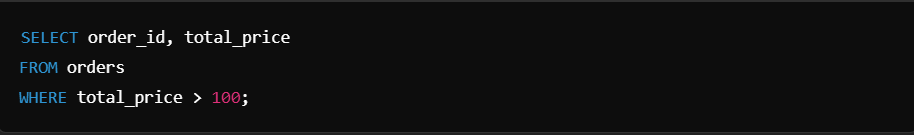 SELECT order_id, total_price
FROM orders
WHERE total_price > 100;